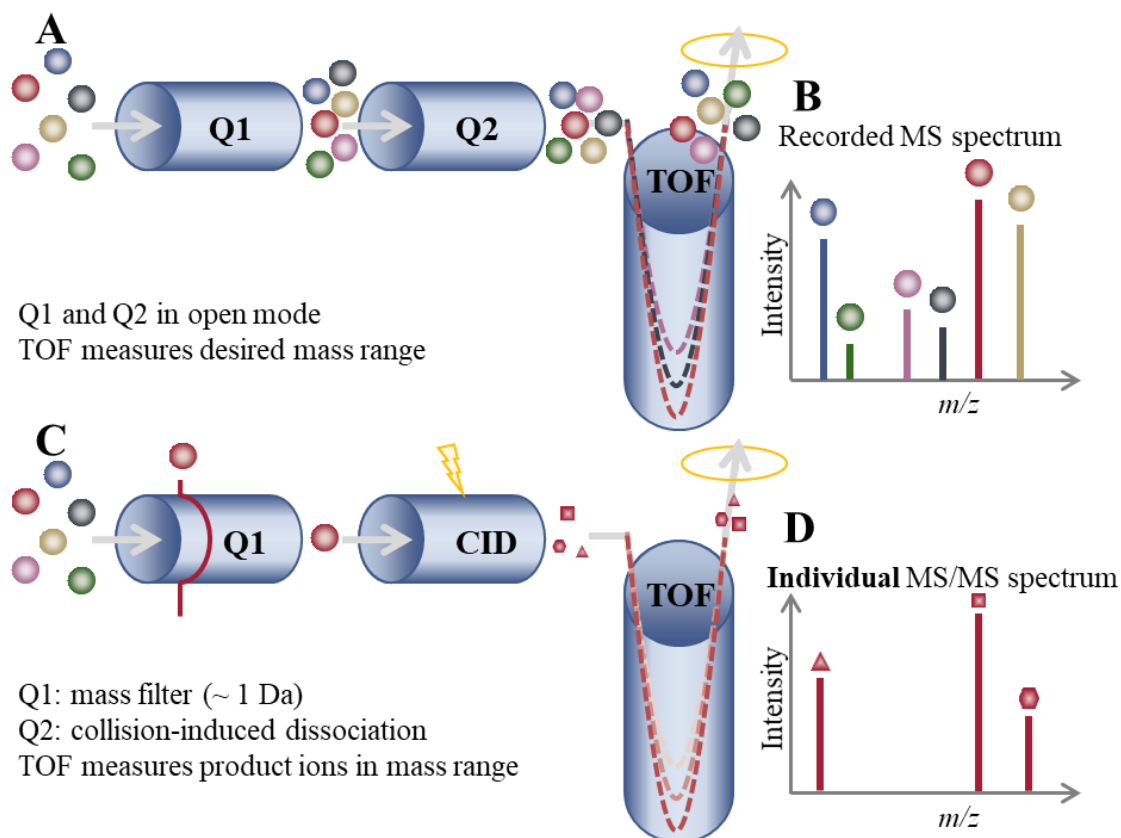 A
Q1
Q2
TOF
B
Recorded MS spectrum
Intensity
m/z
Q1 and Q2 in open mode
TOF measures desired mass range
C
Q1
CID
TOF
D
Individual MS/MS spectrum
Intensity
m/z
Q1: mass filter (~ 1 Da)
Q2: collision-induced dissociation
TOF measures product ions in mass range